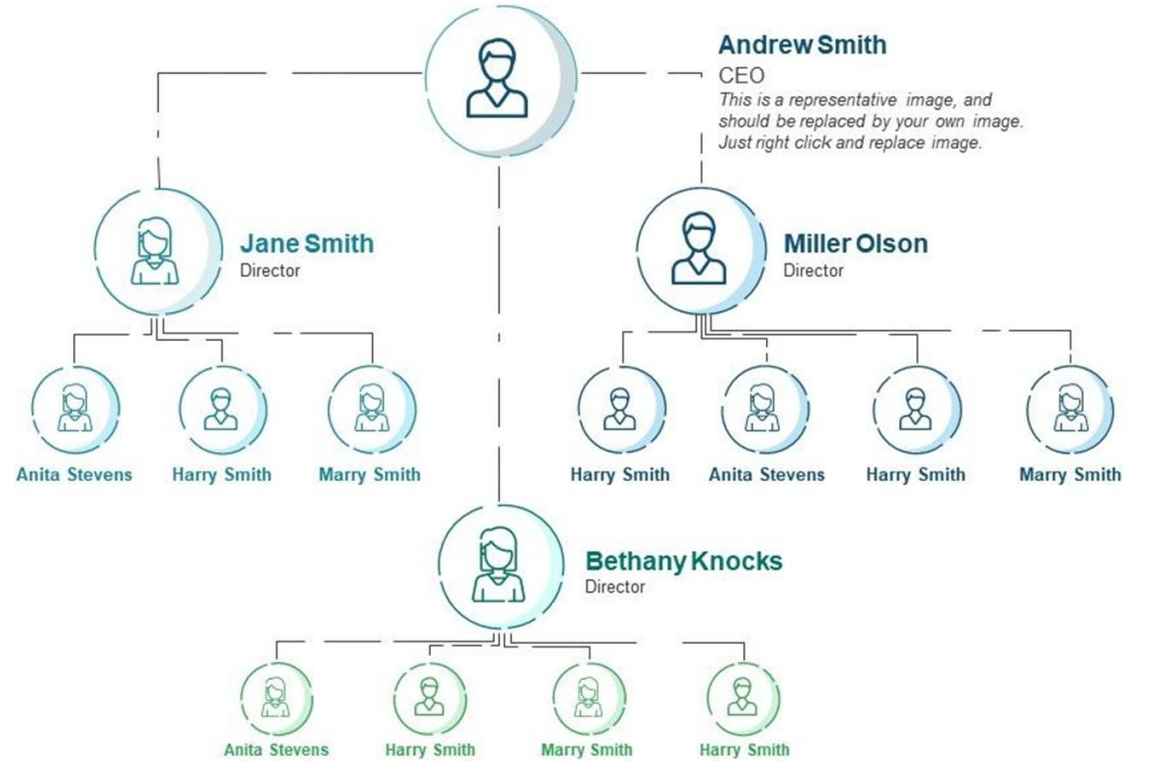 Andrew Smith
CEO
This is a representative image, and
should be replaced by your own image.
Just right click and replace image.
Jane Smith
Director
Miller Olson
Director
Anita Stevens
Harry Smith
Marry Smith
Harry Smith
Anita Stevens
Harry Smith
Marry Smith
Bethany Knocks
Director
Anita Stevens
Harry Smith
Marry Smith
Harry Smith